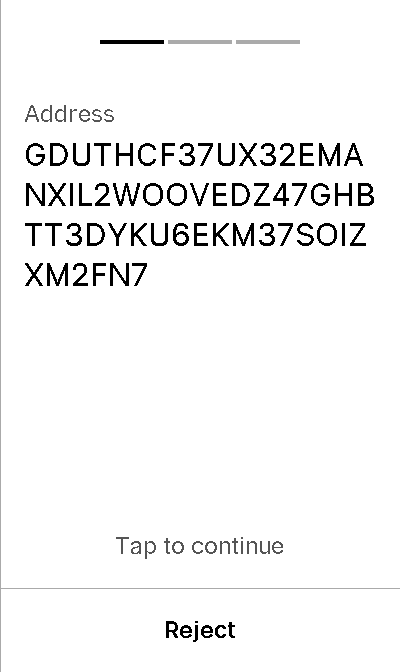 Address
GDUTHCF37UX32EMA
NXIL2WOOVEDZ47GHB
TT3DYKU6EKM37SOIZ
XM2FN7
Tap to continue
Reject